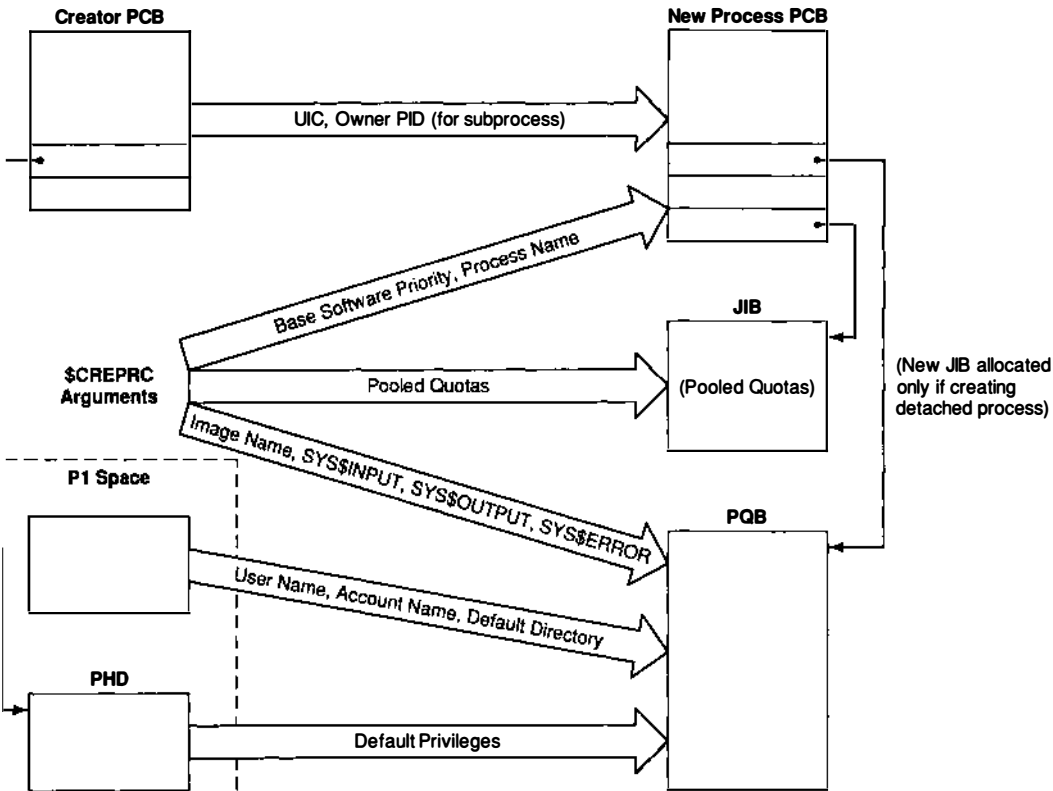 Creator PCB
New Process PCB
UIC, Owner PID (for subprocess)
Base Software Priority, Process Name
JIB
$CREPRC
Arguments
Pooled Quotas
(Pooled Quotas)
(New JIB allocated
only if creating
detached process)
Image Name, SYS$INPUT, SYS$OUTPUT, SYS$ERROR
P1 Space
PQB
User Name, Account Name, Default Directory
PHD
Default Privileges